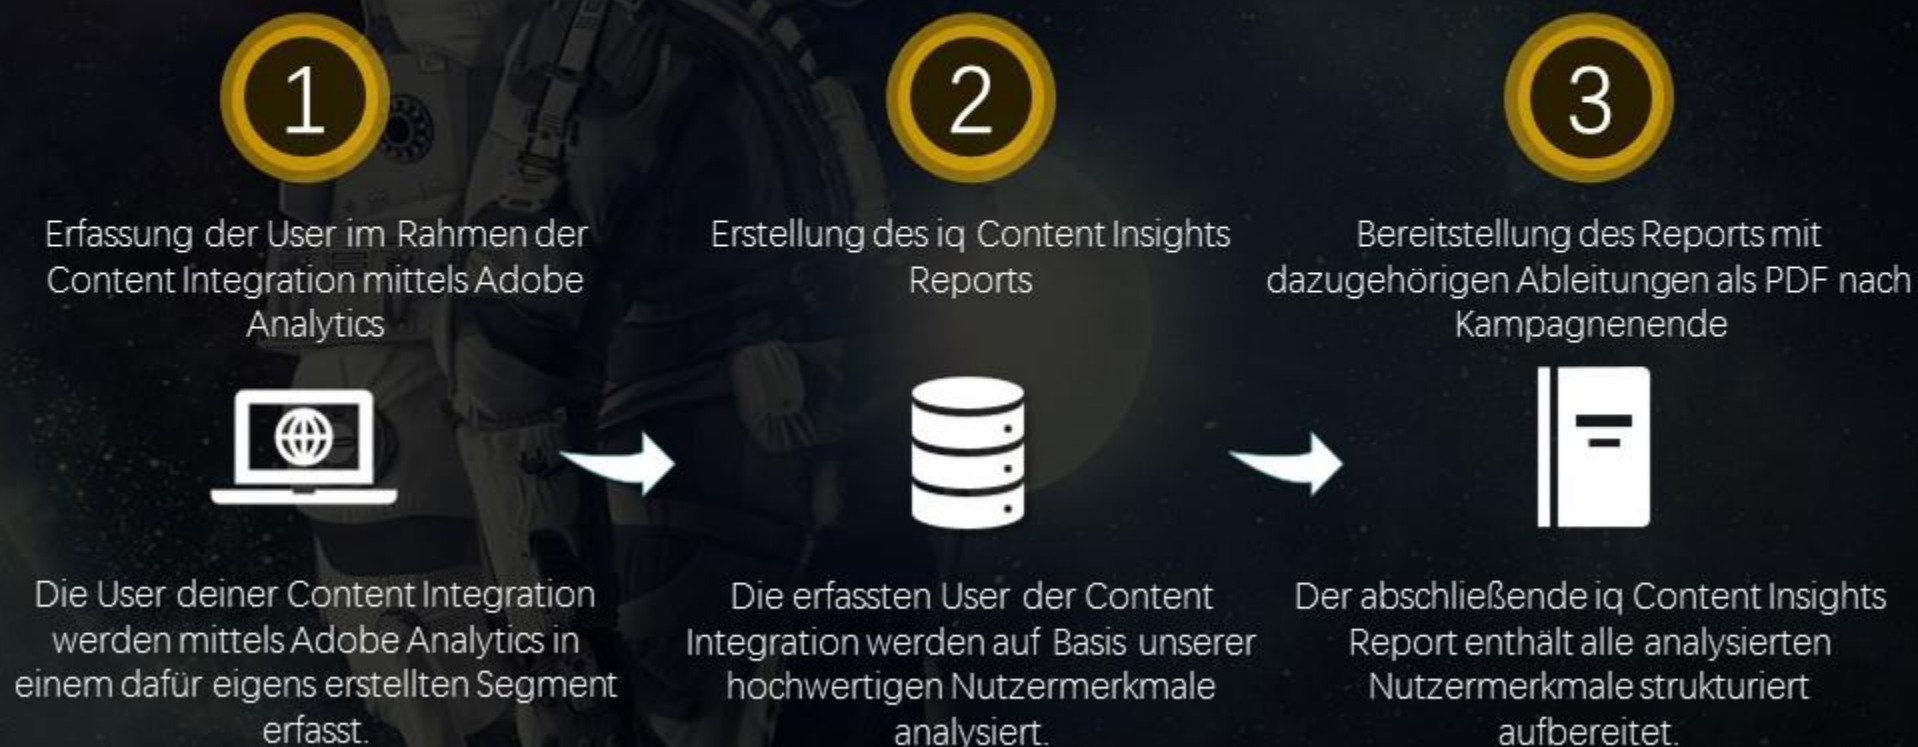 1
Erfassung der User im Rahmen der
Content Integration mittels Adobe
Analytics
Die User deiner Content Integration
werden mittels Adobe Analytics in
einem dafür eigens erstellten Segment
erfasst.
2
Erstellung des iq Content Insights
Reports
Die erfassten User der Content
Integration werden auf Basis unserer
hochwertigen Nutzermerkmale
analysiert.
3
Bereitstellung des Reports mit
dazugehörigen Ableitungen als PDF nach
Kampagnenende
Der abschließende iq Content Insights
Report enthält alle analysierten
Nutzermerkmale strukturiert
aufbereitet.